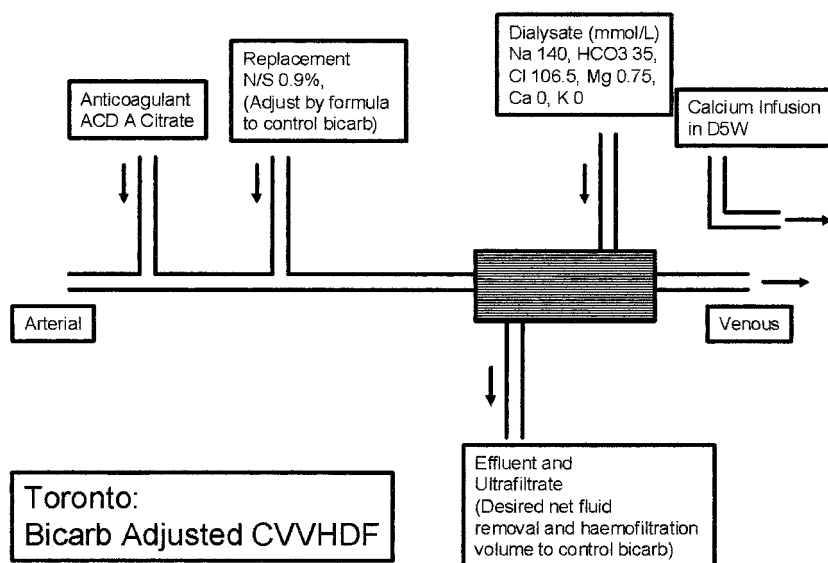 Anticoagulant
ACD A Citrate
Replacement
N/S 0.9%,
(Adjust by formula
to control bicarb)
Dialysate (mmol/L)
Na 140, HCO3 35,
Cl 106.5, Mg 0.75,
Ca 0, K 0
Calcium Infusion
in D5W
Arterial
Venous
Effluent and
Ultrafiltrate
(Desired net fluid
removal and haemofiltration
volume to control bicarb)
Toronto:
Bicarb Adjusted CVVHDF